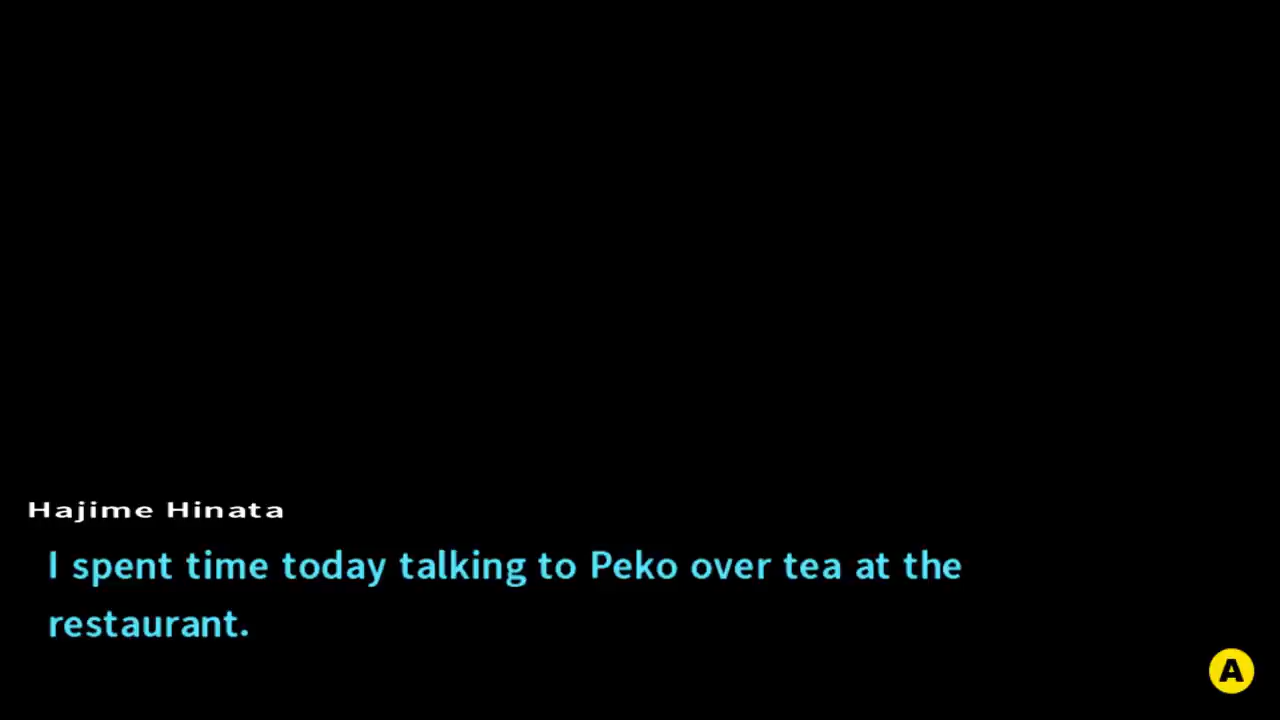 Hajime Hinata
I spent time today talking to Peko over tea at the
restaurant.
A